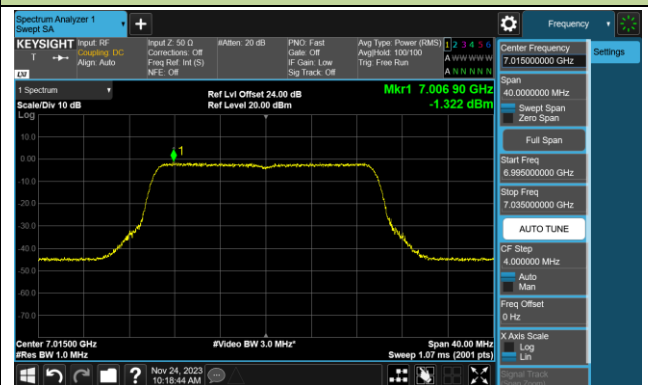 Spectrum Analyzer 1
Swept SA
Frequency
KEYSIGHT
Input: RF
Coupling: DC
Align: Auto
Input Z: 50 Ω
Corrections: Off
Freq Ref: Int (S)
NFE: Off
#Atten: 20 dB
PNO: Fast
Gate: Off
IF Gain: Low
Sig Track: Off
Avg Type: Power (RMS)
Avg|Hold: 100/100
Trig: Free Run
1 2 3 4 5 6
A W W W W W
A N N N N N
LXI
Center Frequency
7.015000000 GHz
Settings
Span
40.0000000 MHz
Swept Span
Zero Span
Full Span
Start Freq
6.995000000 GHz
Stop Freq
7.035000000 GHz
AUTO TUNE
CF Step
4.000000 MHz
Auto
Man
Freq Offset
0 Hz
X Axis Scale
Log
Lin
Signal Track
(Span Zoom)
1 Spectrum
Scale/Div 10 dB
Log
Ref Lvl Offset 24.00 dB
Ref Level 20.00 dBm
Mkr1 7.006 90 GHz
-1.322 dBm
1
10.0
0.00
-10.0
-20.0
-30.0
-40.0
-50.0
-60.0
-70.0
Center 7.01500 GHz
#Res BW 1.0 MHz
#Video BW 3.0 MHz*
Span 40.00 MHz
Sweep 1.07 ms (2001 pts)
?
Nov 24, 2023
10:18:44 AM